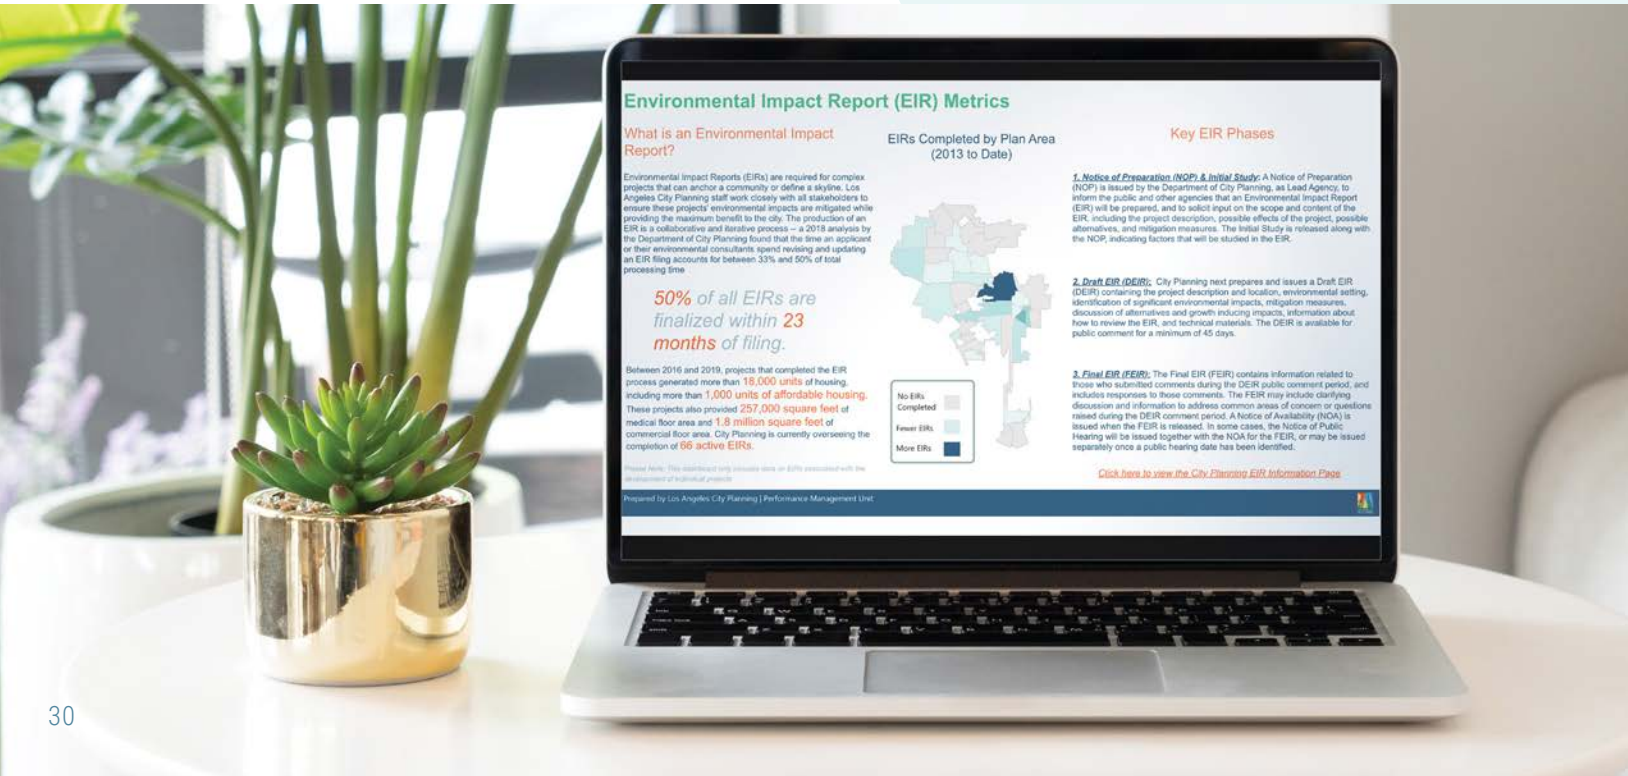 Environmental Impact Report (EIR) Metrics
What is an Environmental Impact
Report?
Environmental Impact Reports (EIRs) are required for complex
projects that can anchor a community or define a skyline. Los
Angeles City Planning staff work closely with all stakeholders to
ensure these projects' environmental impacts are mitigated while
providing the maximum benefit to the city. The production of an
EIR is a collaborative and iterative process – a 2018 analysis by
the Department of City Planning found that the time an applicant
or their environmental consultants spend revising and updating
an EIR filing accounts for between 33% and 50% of total
processing time
50% of all EIRs are
finalized within 23
months of filing.
Between 2016 and 2019, projects that completed the EIR
process generated more than 18,000 units of housing,
including more than 1,000 units of affordable housing.
These projects also provided 257,000 square feet of
medical floor area and 1.8 million square feet of
commercial floor area. City Planning is currently overseeing the
completion of 66 active EIRs.
Please Note: This dashboard only includes data on EIRs associated with the
development of individual projects
EIRs Completed by Plan Area
(2013 to Date)
No EIRs
Completed
Fewer EIRs
More EIRs
Key EIR Phases
1. Notice of Preparation (NOP) & Initial Study: A Notice of Preparation
(NOP) is issued by the Department of City Planning, as Lead Agency, to
inform the public and other agencies that an Environmental Impact Report
(EIR) will be prepared, and to solicit input on the scope and content of the
EIR, including the project description, possible effects of the project, possible
alternatives, and mitigation measures. The Initial Study is released along with
the NOP, indicating factors that will be studied in the EIR.
2. Draft EIR (DEIR): City Planning next prepares and issues a Draft EIR
(DEIR) containing the project description and location, environmental setting,
identification of significant environmental impacts, mitigation measures,
discussion of alternatives and growth inducing impacts, information about
how to review the EIR, and technical materials. The DEIR is available for
public comment for a minimum of 45 days.
3. Final EIR (FEIR): The Final EIR (FEIR) contains information related to
those who submitted comments during the DEIR public comment period, and
includes responses to those comments. The FEIR may include clarifying
discussion and information to address common areas of concern or questions
raised during the DEIR comment period. A Notice of Availability (NOA) is
issued when the FEIR is released. In some cases, the Notice of Public
Hearing will be issued together with the NOA for the FEIR, or may be issued
separately once a public hearing date has been identified.
Click here to view the City Planning EIR Information Page
Prepared by Los Angeles City Planning | Performance Management Unit
30